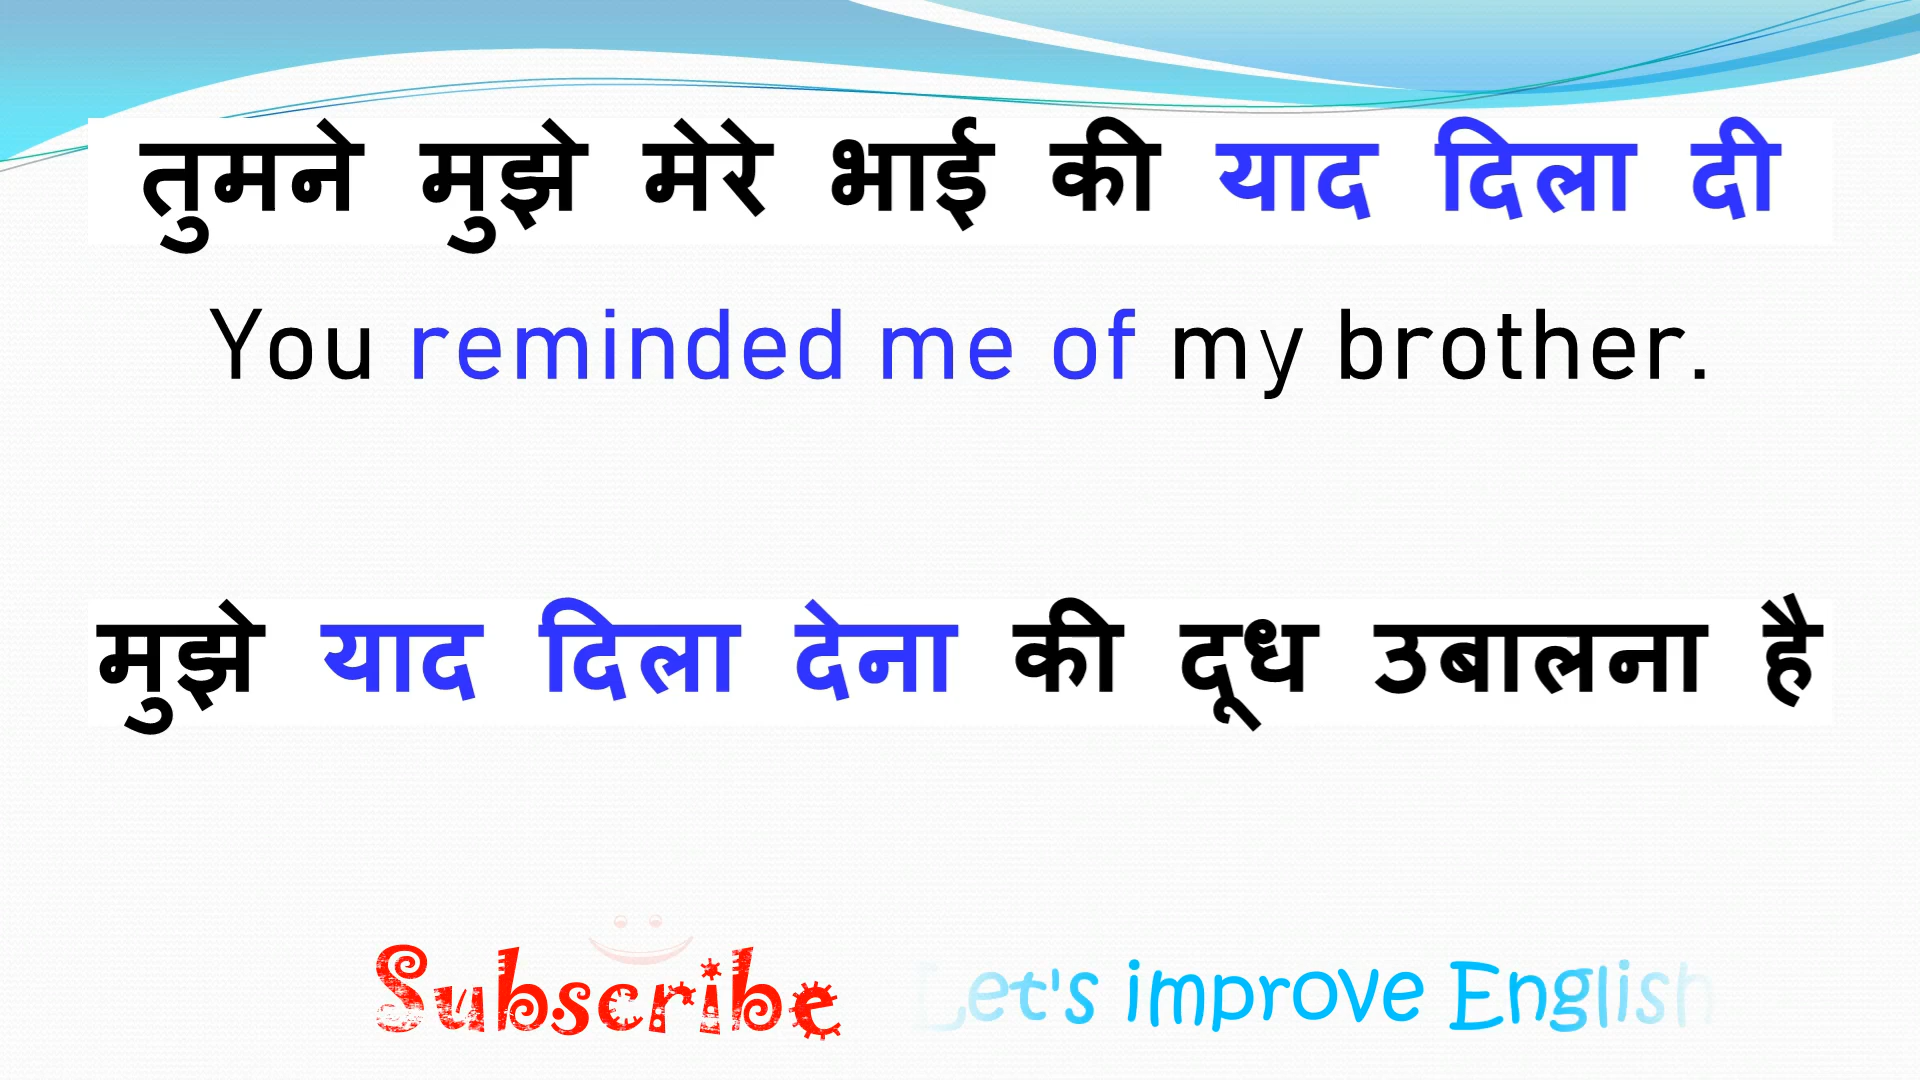 तुमने मुझे मेरे भाई की याद दिला दी
You reminded me of my brother.
मुझे याद दिला देना की दूध उबालना है
Subscribe Let's improve English